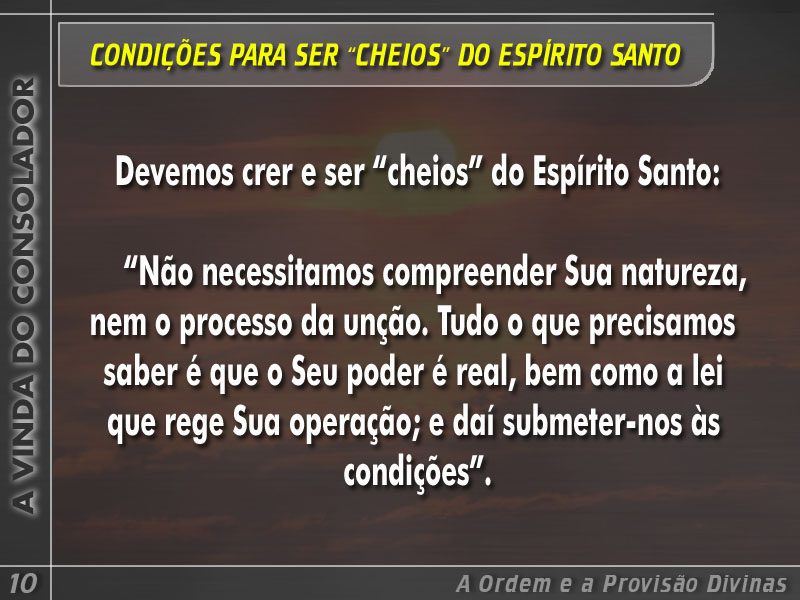 CONDIÇÕES PARA SER “CHEIOS” DO ESPÍRITO SANTO
A VINDA DO CONSOLADOR
Devemos crer e ser “cheios” do Espírito Santo:
“Não necessitamos compreender Sua natureza,
nem o processo da unção. Tudo o que precisamos
saber é que o Seu poder é real, bem como a lei
que rege Sua operação; e daí submeter-nos às
condições”.
10
A Ordem e a Provisão Divinas